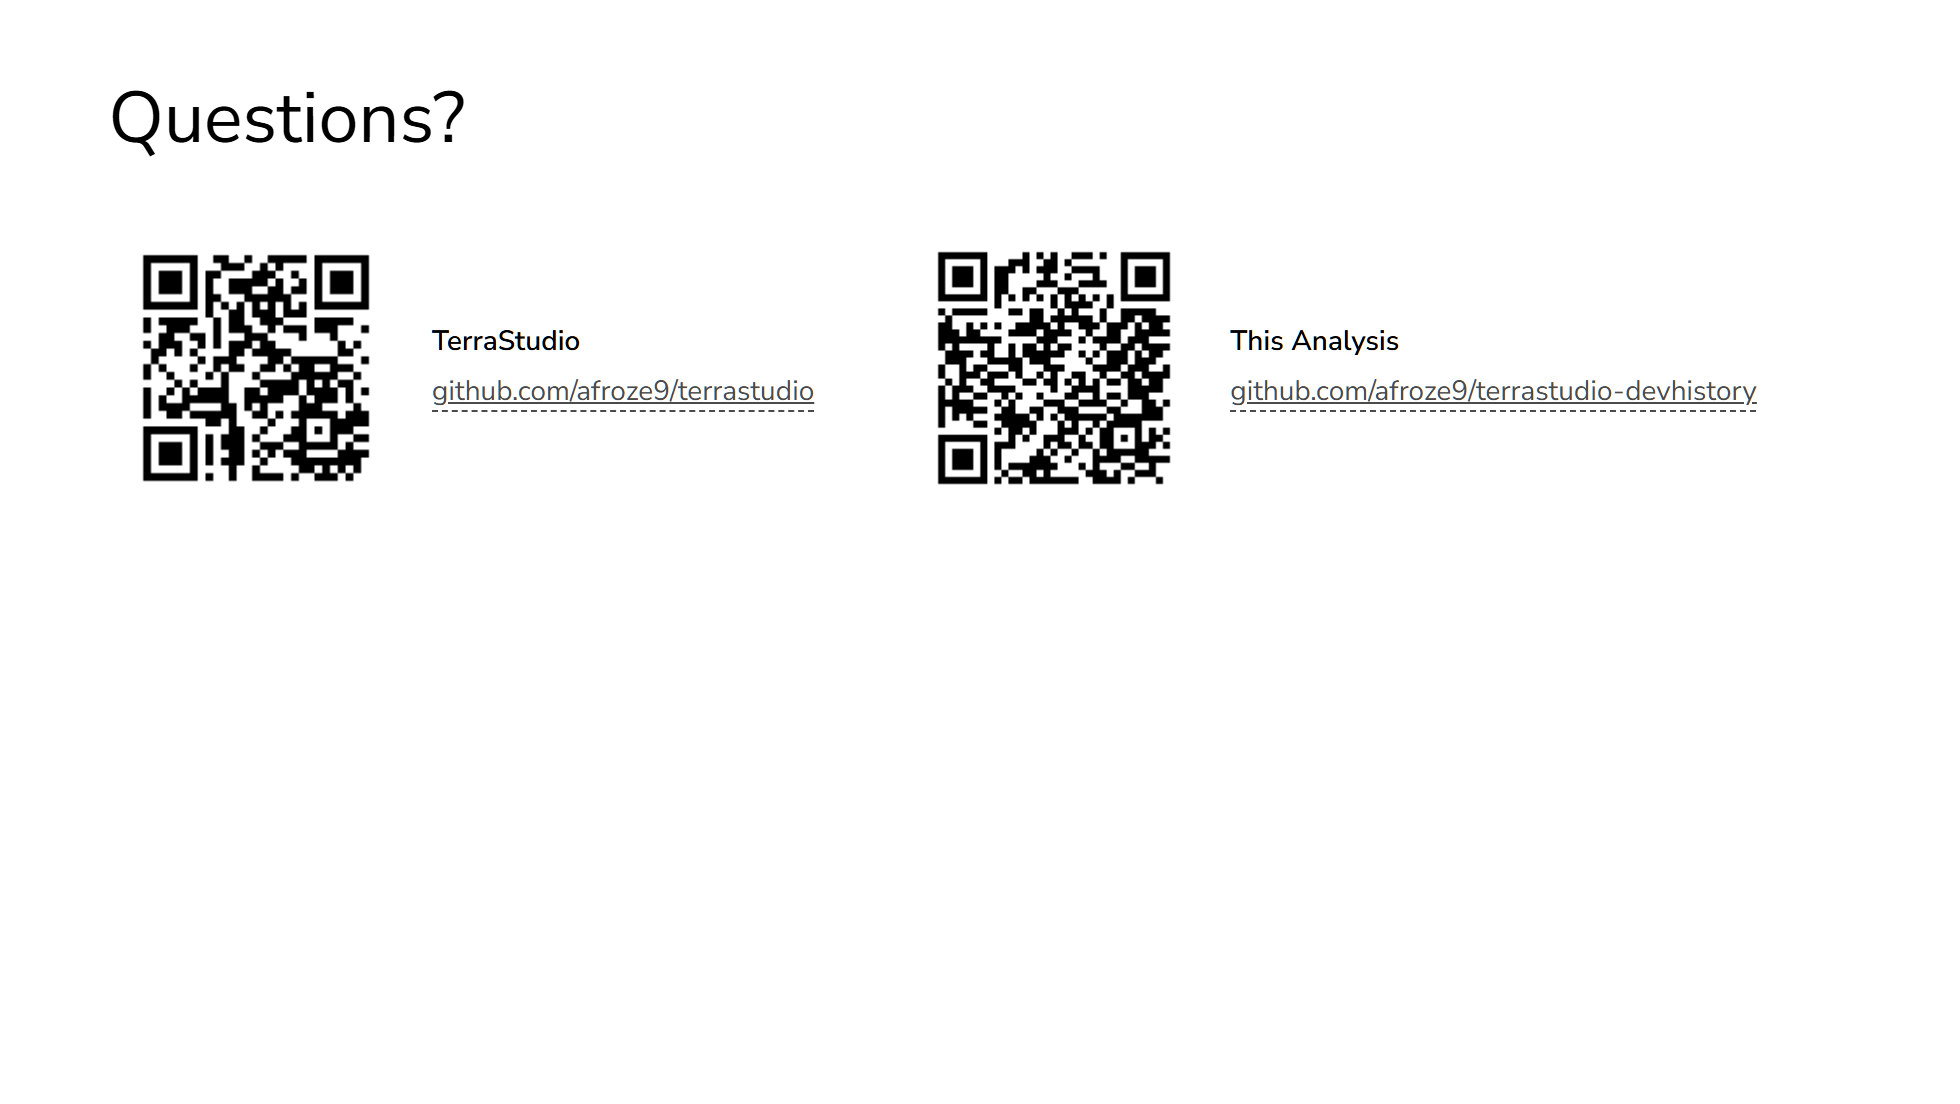 Questions?
TerraStudio
github.com/afroze9/terrastudio
This Analysis
github.com/afroze9/terrastudio-devhistory